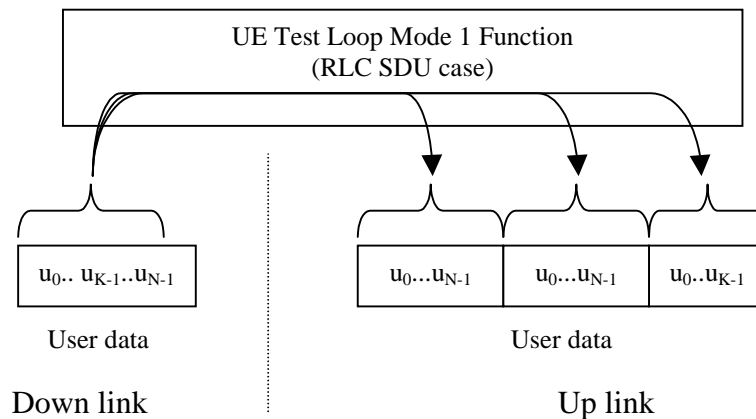 UE Test Loop Mode 1 Function
(RLC SDU case)
u0.. uK-1..uN-1
u0...uN-1
u0...uN-1
u0..uK-1
User data
User data
Down link
Up link